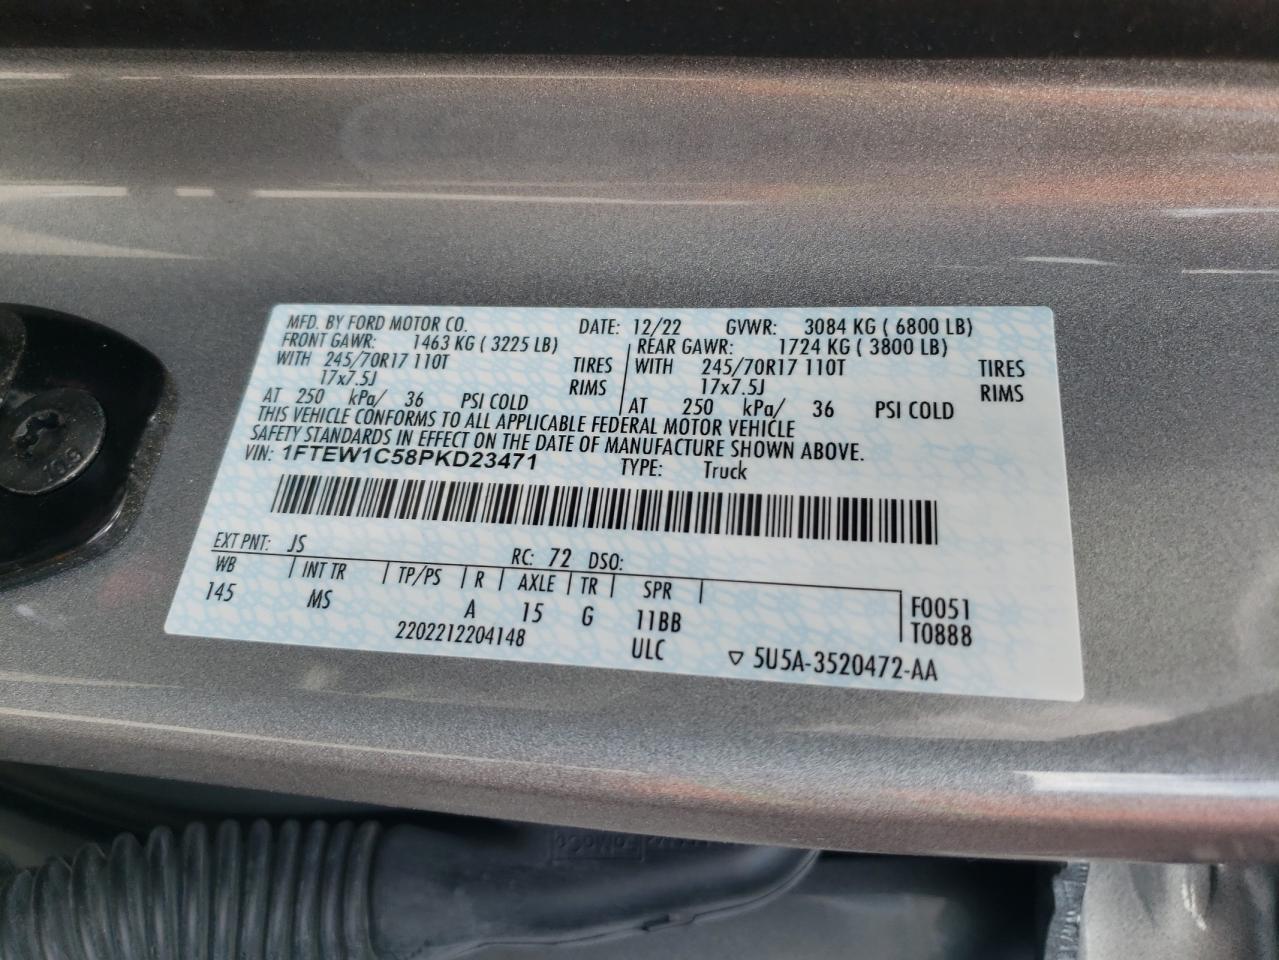 MFD. BY FORD MOTOR CO. DATE: 12/22 GVWR: 3084 KG ( 6800 LB)
FRONT GAWR: 1463 KG ( 3225 LB) REAR GAWR: 1724 KG ( 3800 LB)
WITH 245/70R17 110T TIRES WITH 245/70R17 110T TIRES
17x7.5J RIMS 17x7.5J RIMS
AT 250 kPa/ 36 PSI COLD AT 250 kPa/ 36 PSI COLD
THIS VEHICLE CONFORMS TO ALL APPLICABLE FEDERAL MOTOR VEHICLE
SAFETY STANDARDS IN EFFECT ON THE DATE OF MANUFACTURE SHOWN ABOVE.
VIN: 1FTEW1C58PKD23471 TYPE: Truck
EXT PNT: JS RC: 72 DSO:
WB INT TR TP/PS R AXLE TR SPR F0051
145 MS A 15 G 11BB T0888
2202212204148 ULC ▽ 5U5A-3520472-AA